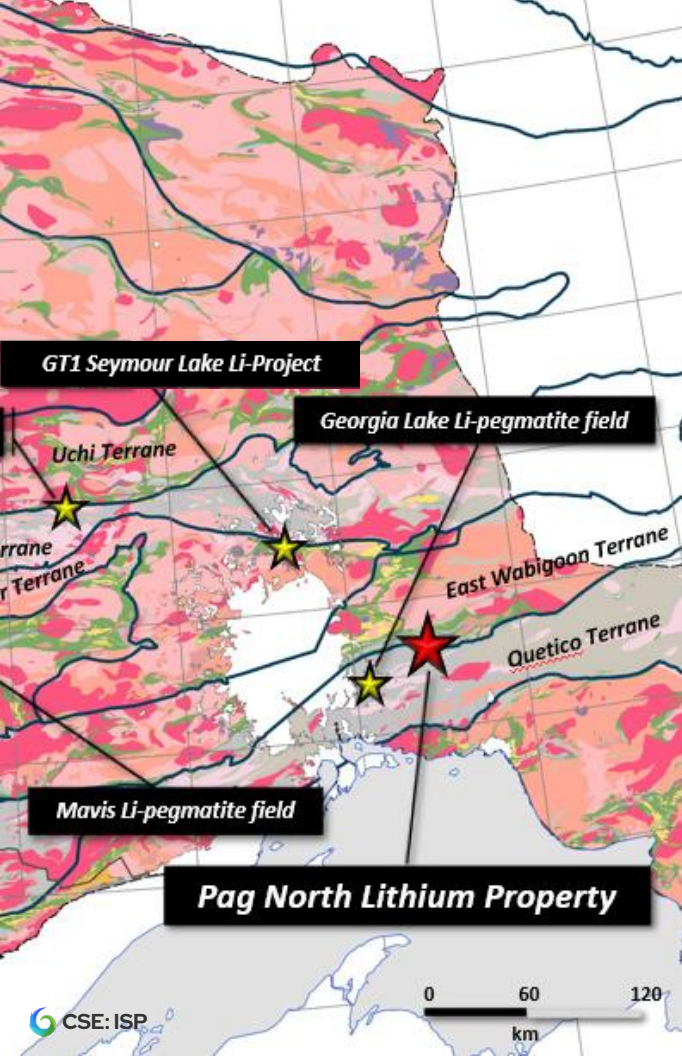 GT1 Seymour Lake Li-Project
Georgia Lake Li-pegmatite field
Uchi Terrane
rrane
r Terrane
East Wabigoon Terrane
Quetico Terrane
Mavis Li-pegmatite field
Pag North Lithium Property
0 60 120
km
CSE: ISP